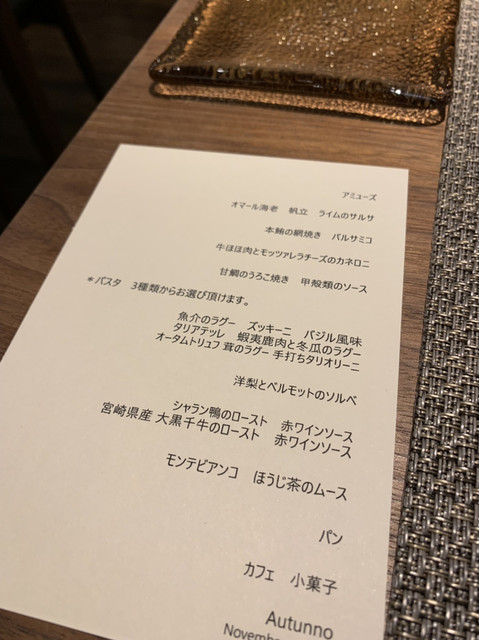 アミューズ
オマール海老　帆立　ライムのサルサ
本鮪の網焼き　バルサミコ
牛ほほ肉とモッツァレラチーズのカネロニ
甘鯛のうろこ焼き　甲殻類のソース
＊パスタ　3種類からお選び頂けます。
魚介のラグー　ズッキーニ　バジル風味
タリアテッレ　蝦夷鹿肉と冬瓜のラグー
オータムトリュフ 茸のラグー 手打ちタリオリーニ
洋梨とベルモットのソルベ
シャラン鴨のロースト　赤ワインソース
宮崎県産 大黒千牛のロースト　赤ワインソース
モンテビアンコ　ほうじ茶のムース
パン
カフェ　小菓子
Autunno